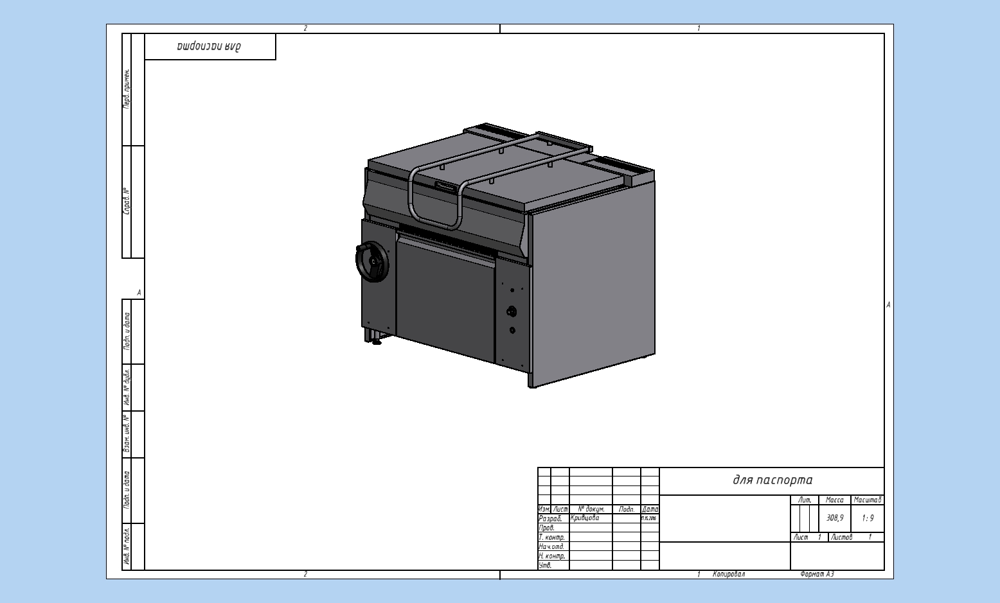 2
1
для паспорта
Перв. примен.
Справ. №
А
А
Подп. и дата
Инв. № дубл.
Взам. инв. №
Подп. и дата
Инв. № подл.
для паспорта
Лит. Масса Масштаб
Изм. Лист № докум. Подп. Дата
Разраб. Кривцова
308,9 1:9
Пров.
Т. контр.
Лист 1 Листов 1
Нач.отд.
Н. контр.
Утв.
2
1 Копировал Формат А3